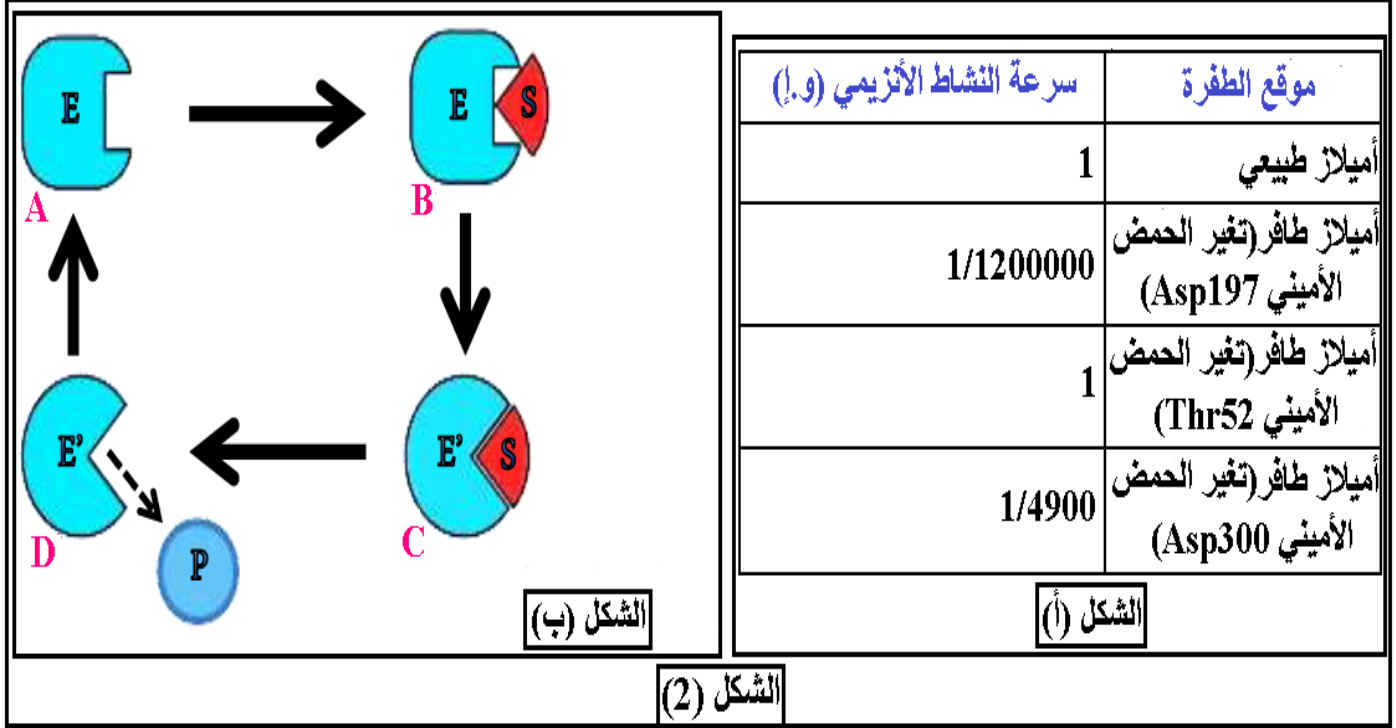 موقع الطفرة
سرعة النشاط الأنزيمي (و.إ)
أميلاز طبيعي
1
أميلاز طافر(تغير الحمض
الأميني Asp197)
1/1200000
أميلاز طافر(تغير الحمض
الأميني Thr52)
1
أميلاز طافر(تغير الحمض
الأميني Asp300)
1/4900
الشكل (أ)
E
A
E
S
B
E'
S
C
E'
D
P
الشكل (ب)
الشكل (2)